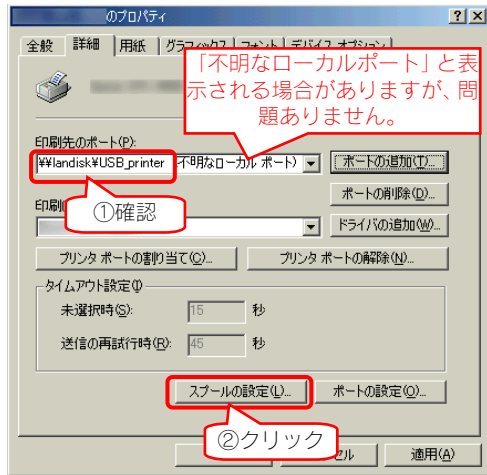 のプロパティ
全般 詳細 用紙 グラフィックス フォント デバイス オプション
「不明なローカルポート」と表
示される場合がありますが、問
題ありません。
印刷先のポート(P):
¥¥landisk¥USB_printer (不明なローカル ポート)
ポートの追加(T)...
ポートの削除(D)...
①確認
印刷
ドライバの追加(W)...
プリンタ ポートの割り当て(C)... プリンタ ポートの解除(N)...
タイムアウト設定①
未選択時(S): 15 秒
送信の再試行時(R): 45 秒
スプールの設定(L)... ポートの設定(O)...
②クリック
セル 適用(A)